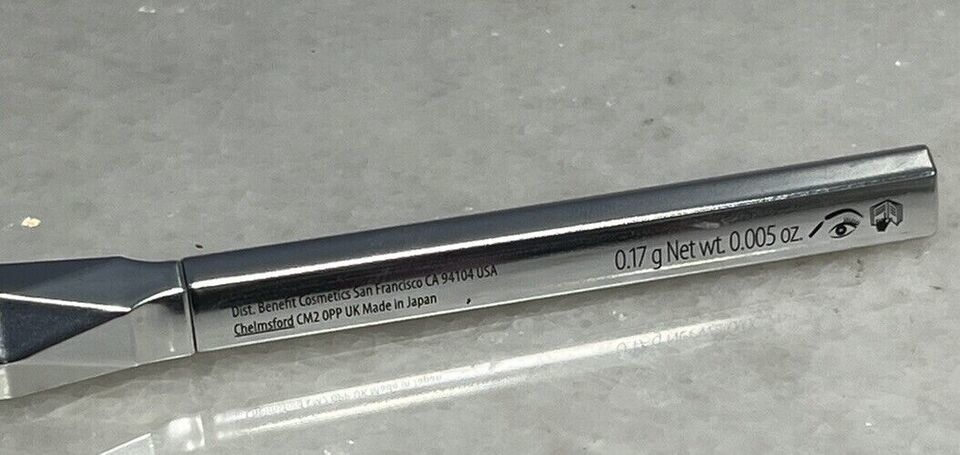 Dist. Benefit Cosmetics San Francisco CA 94104 USA
Chelmsford CM2 0PP UK Made in Japan
0.17 g Net wt. 0.005 oz.